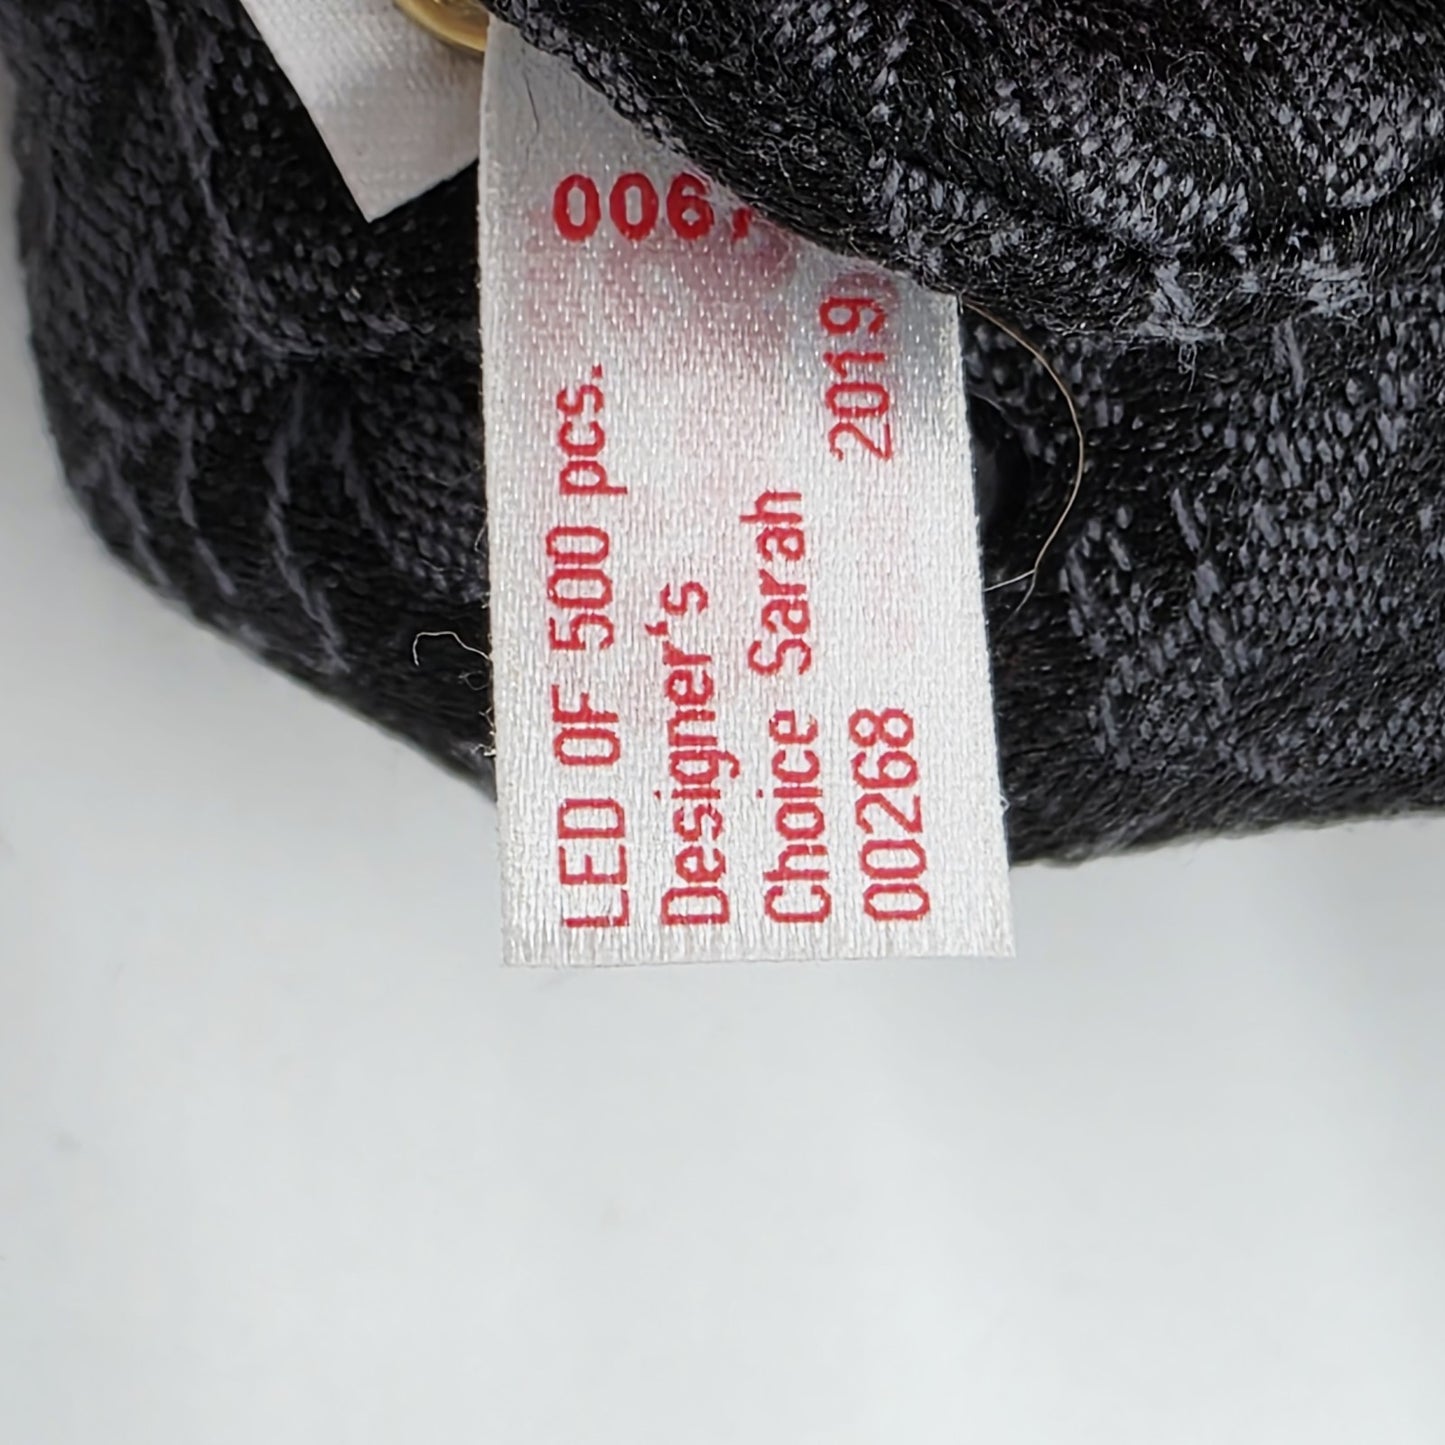 006
LED OF 500 pcs.
Designer's
Choice Sarah
00268 2019